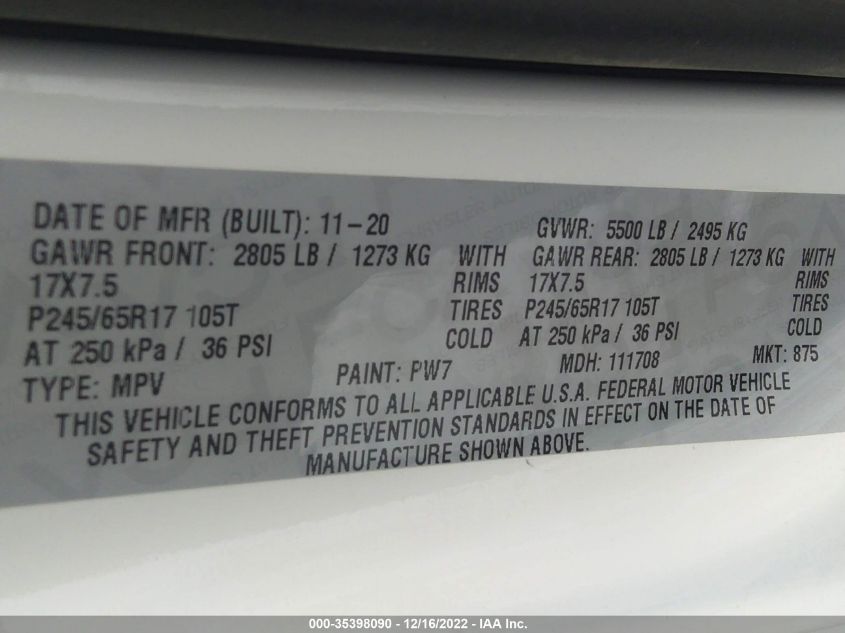 DATE OF MFR (BUILT): 11-20 GVWR: 5500 LB / 2495 KG
GAWR FRONT: 2805 LB / 1273 KG WITH GAWR REAR: 2805 LB / 1273 KG WITH
17X7.5 RIMS 17X7.5 RIMS
P245/65R17 105T TIRES P245/65R17 105T TIRES
AT 250 kPa / 36 PSI COLD AT 250 kPa / 36 PSI COLD
TYPE: MPV PAINT: PW7 MDH: 111708 MKT: 875
THIS VEHICLE CONFORMS TO ALL APPLICABLE U.S.A. FEDERAL MOTOR VEHICLE
SAFETY AND THEFT PREVENTION STANDARDS IN EFFECT ON THE DATE OF
MANUFACTURE SHOWN ABOVE.
000-35398090 - 12/16/2022 - IAA Inc.